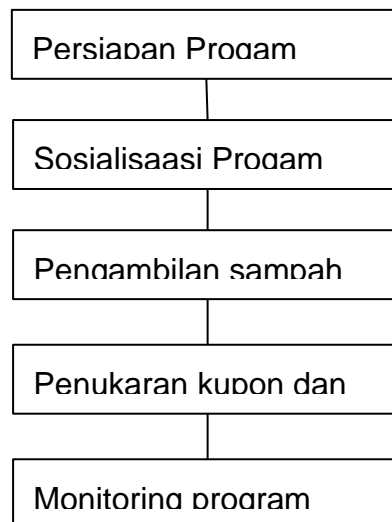 Persiapan Progam
Sosialisaasi Progam
Pengambilan sampah
Penukaran kupon dan
Monitoring program